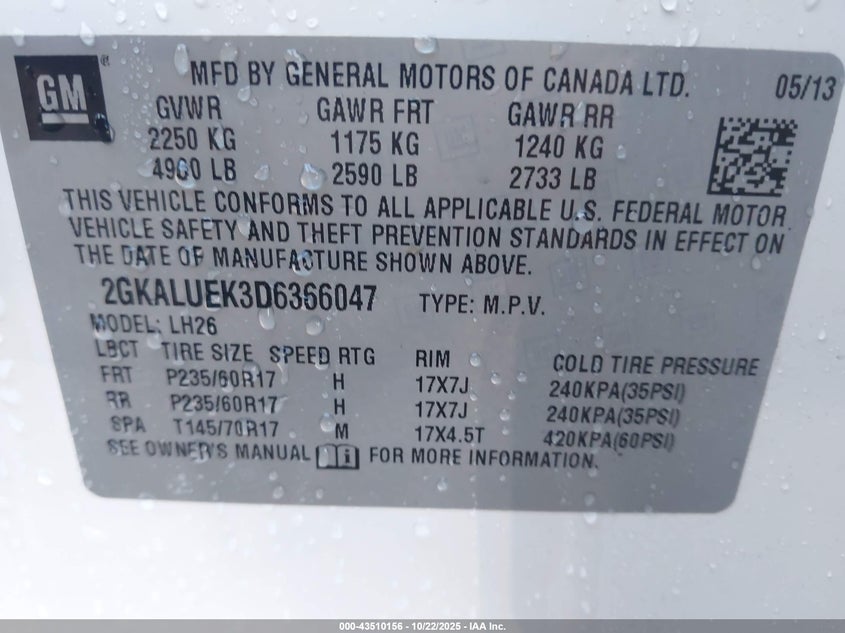 GM®
MFD BY GENERAL MOTORS OF CANADA LTD. 05/13
GVWR GAWR FRT GAWR RR
2250 KG 1175 KG 1240 KG
4960 LB 2590 LB 2733 LB
THIS VEHICLE CONFORMS TO ALL APPLICABLE U.S. FEDERAL MOTOR
VEHICLE SAFETY AND THEFT PREVENTION STANDARDS IN EFFECT ON
THE DATE OF MANUFACTURE SHOWN ABOVE.
2GKALUEK3D6366047 TYPE: M.P.V.
MODEL: LH26
LBCT TIRE SIZE SPEED RTG RIM COLD TIRE PRESSURE
FRT P235/60R17 H 17X7J 240KPA(35PSI)
RR P235/60R17 H 17X7J 240KPA(35PSI)
SPA T145/70R17 M 17X4.5T 420KPA(60PSI)
SEE OWNER'S MANUAL FOR MORE INFORMATION.
000-43510156 - 10/22/2025 - IAA Inc.